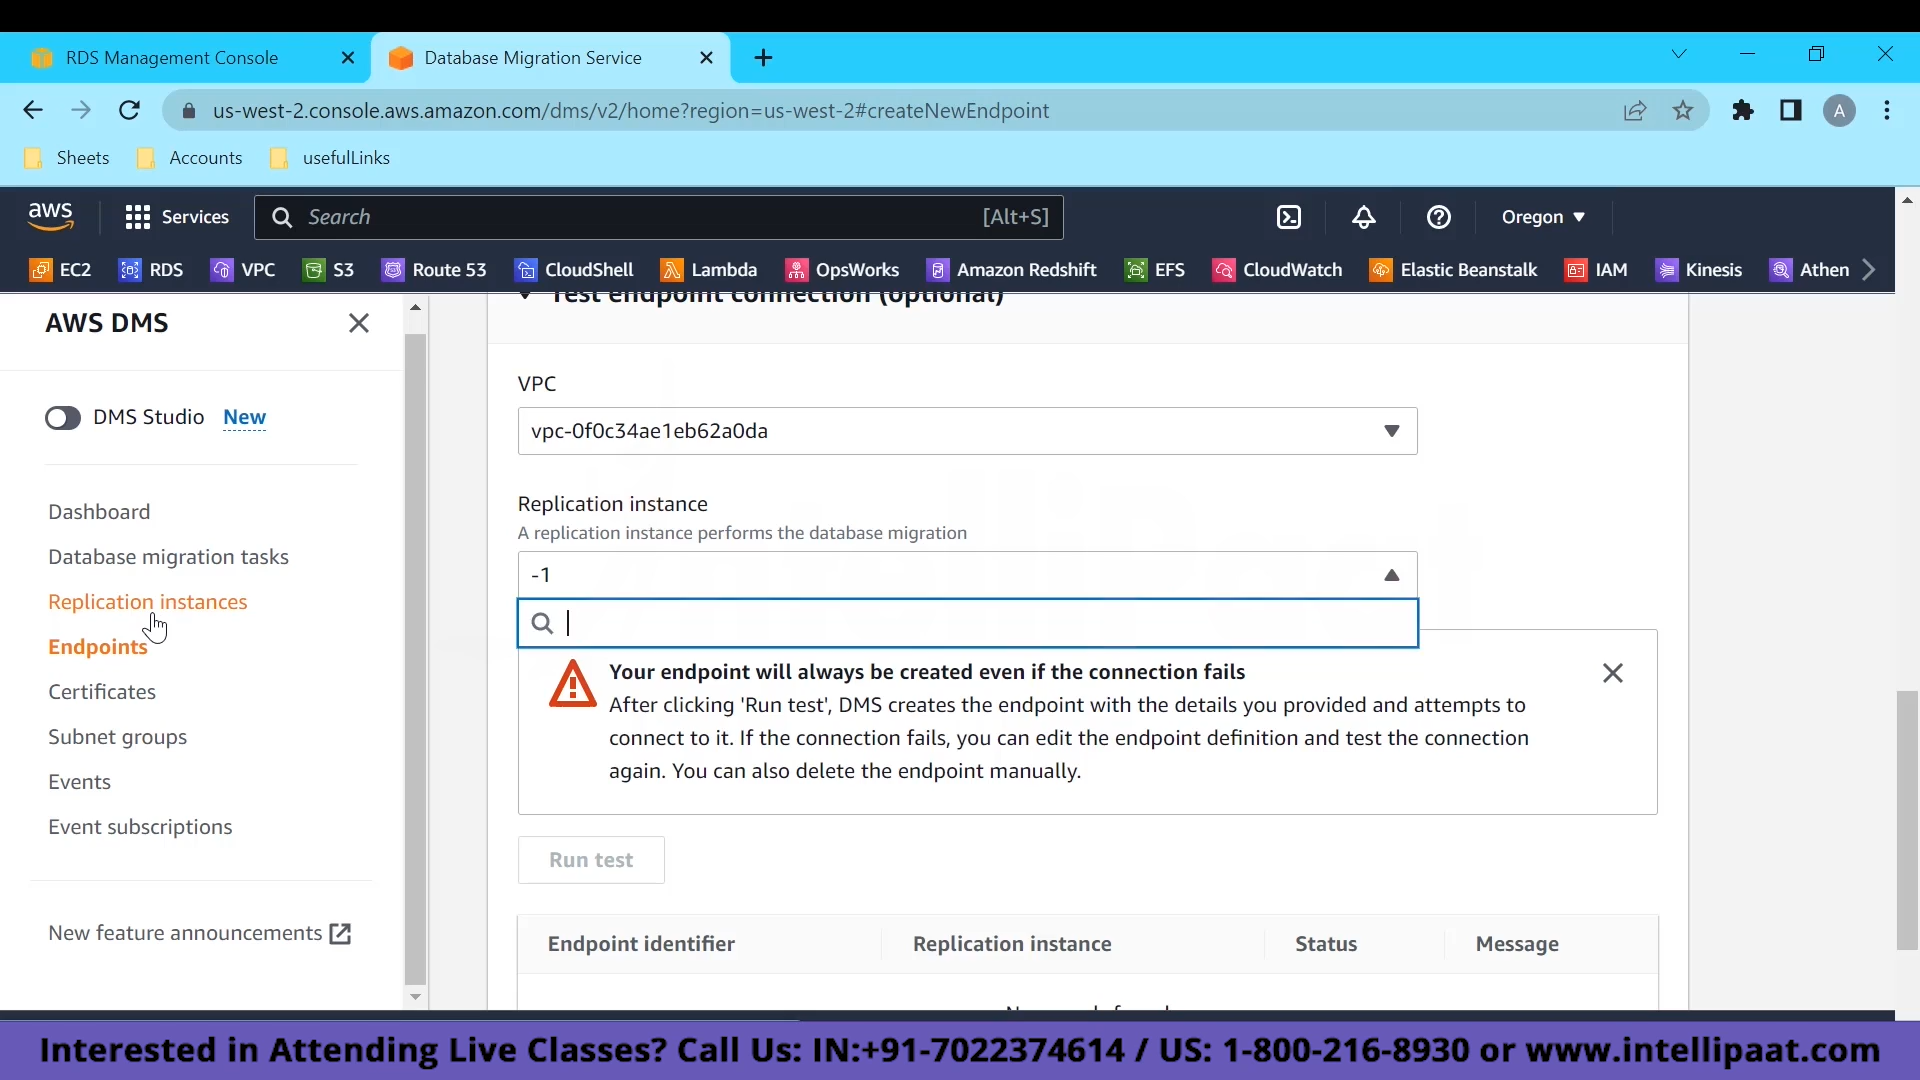 RDS Management Console
Database Migration Service
us-west-2.console.aws.amazon.com/dms/v2/home?region=us-west-2#createNewEndpoint
A
Sheets Accounts usefulLinks
aws Services Search [Alt+S] Oregon
EC2 RDS VPC S3 Route 53 CloudShell Lambda OpsWorks Amazon Redshift EFS CloudWatch Elastic Beanstalk IAM Kinesis Athen
AWS DMS
DMS Studio New
Dashboard
Database migration tasks
Replication instances
Endpoints
Certificates
Subnet groups
Events
Event subscriptions
New feature announcements
Test endpoint connection (optional)
VPC
vpc-0f0c34ae1eb62a0da
Replication instance
A replication instance performs the database migration
-1
Your endpoint will always be created even if the connection fails
After clicking 'Run test', DMS creates the endpoint with the details you provided and attempts to
connect to it. If the connection fails, you can edit the endpoint definition and test the connection
again. You can also delete the endpoint manually.
Run test
Endpoint identifier Replication instance Status Message
Interested in Attending Live Classes? Call Us: IN:+91-7022374614 / US: 1-800-216-8930 or www.intellipaat.com